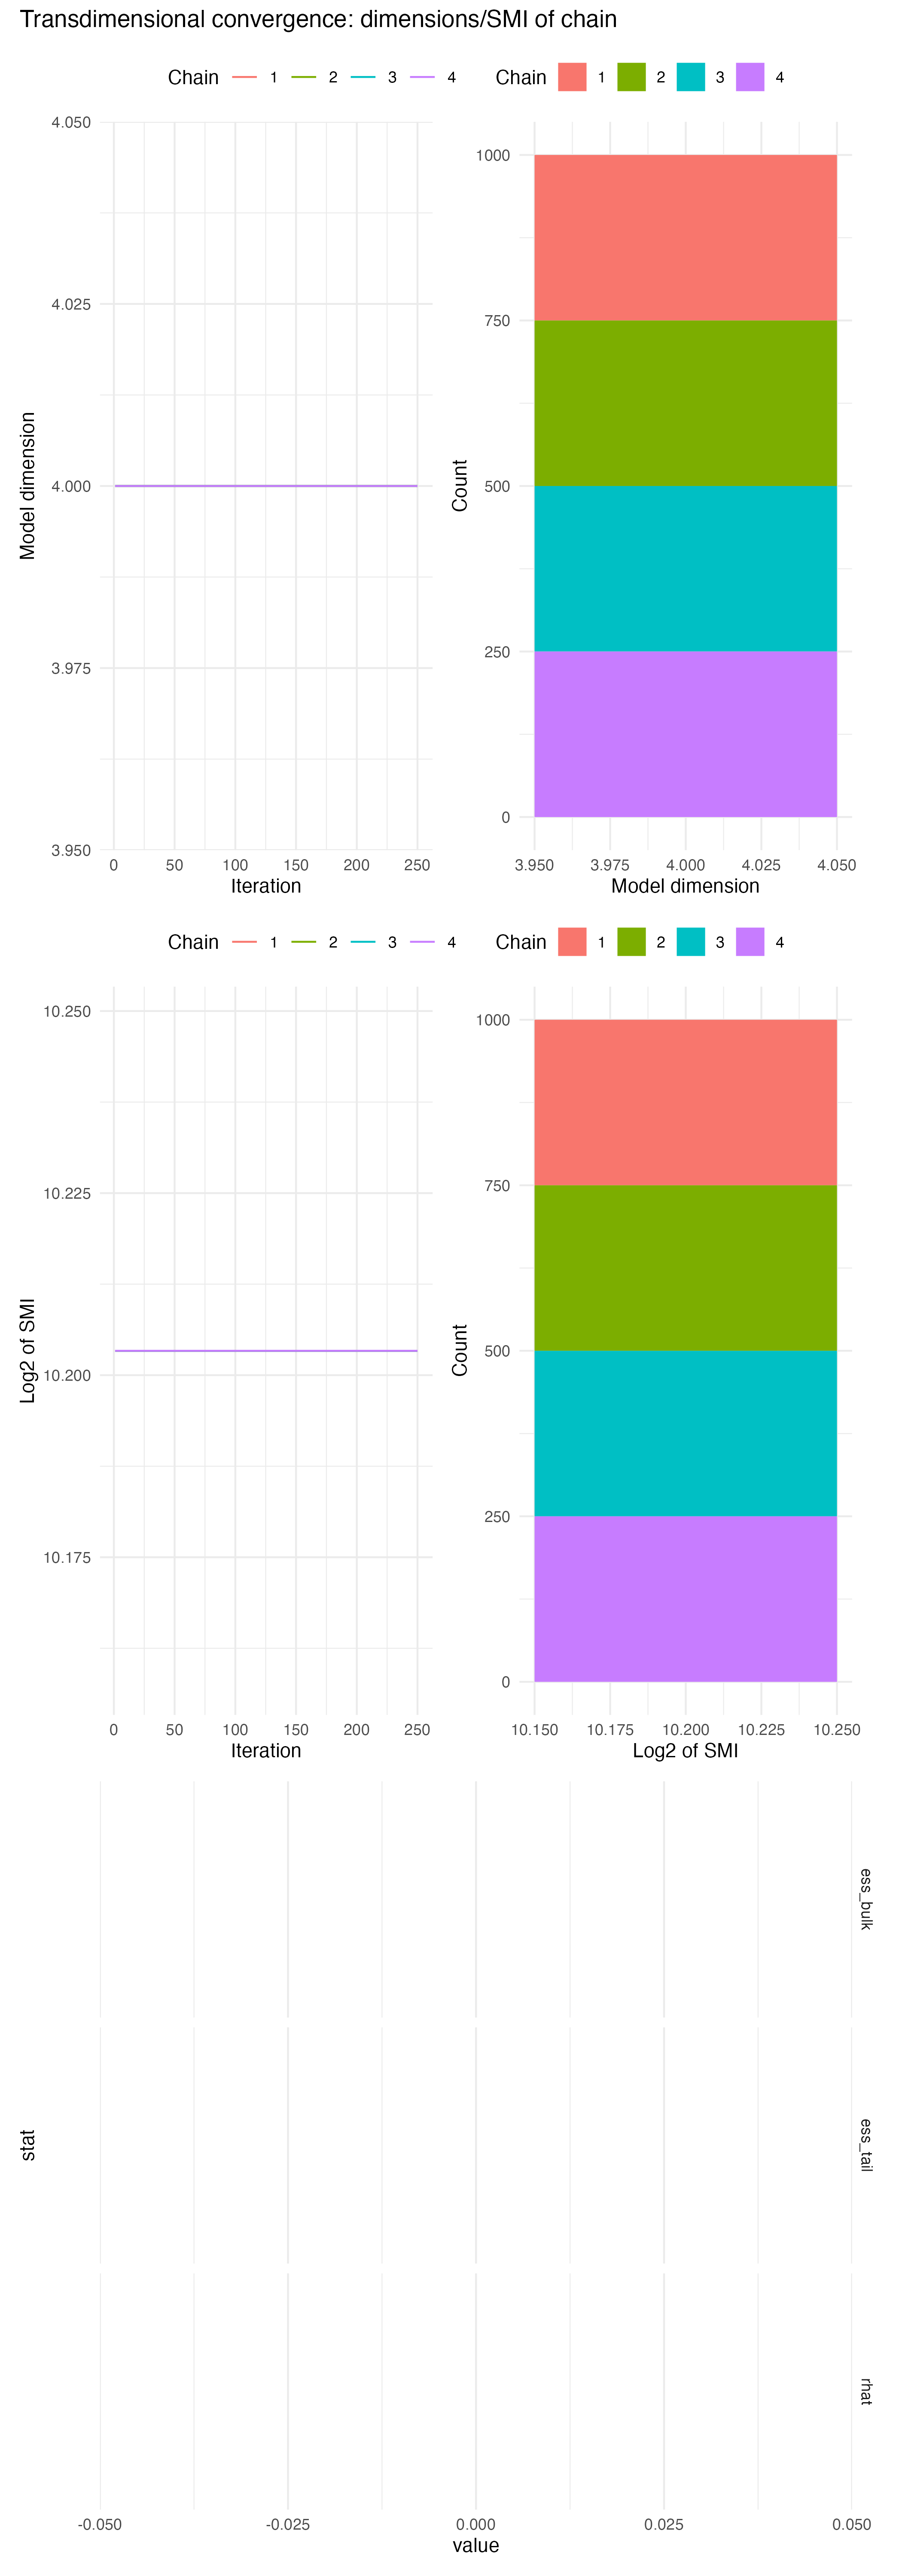 Transdimensional convergence: dimensions/SMI of chain
Chain 1 2 3 4
Chain 1 2 3 4
4.050
4.025
4.000
3.975
3.950
Model dimension
0 50 100 150 200 250
Iteration
1000
750
500
250
0
Count
3.950 3.975 4.000 4.025 4.050
Model dimension
Chain 1 2 3 4
Chain 1 2 3 4
10.250
10.225
10.200
10.175
Log2 of SMI
0 50 100 150 200 250
Iteration
1000
750
500
250
0
Count
10.150 10.175 10.200 10.225 10.250
Log2 of SMI
ess_bulk
ess_tail
rhat
stat
-0.050 -0.025 0.000 0.025 0.050
value